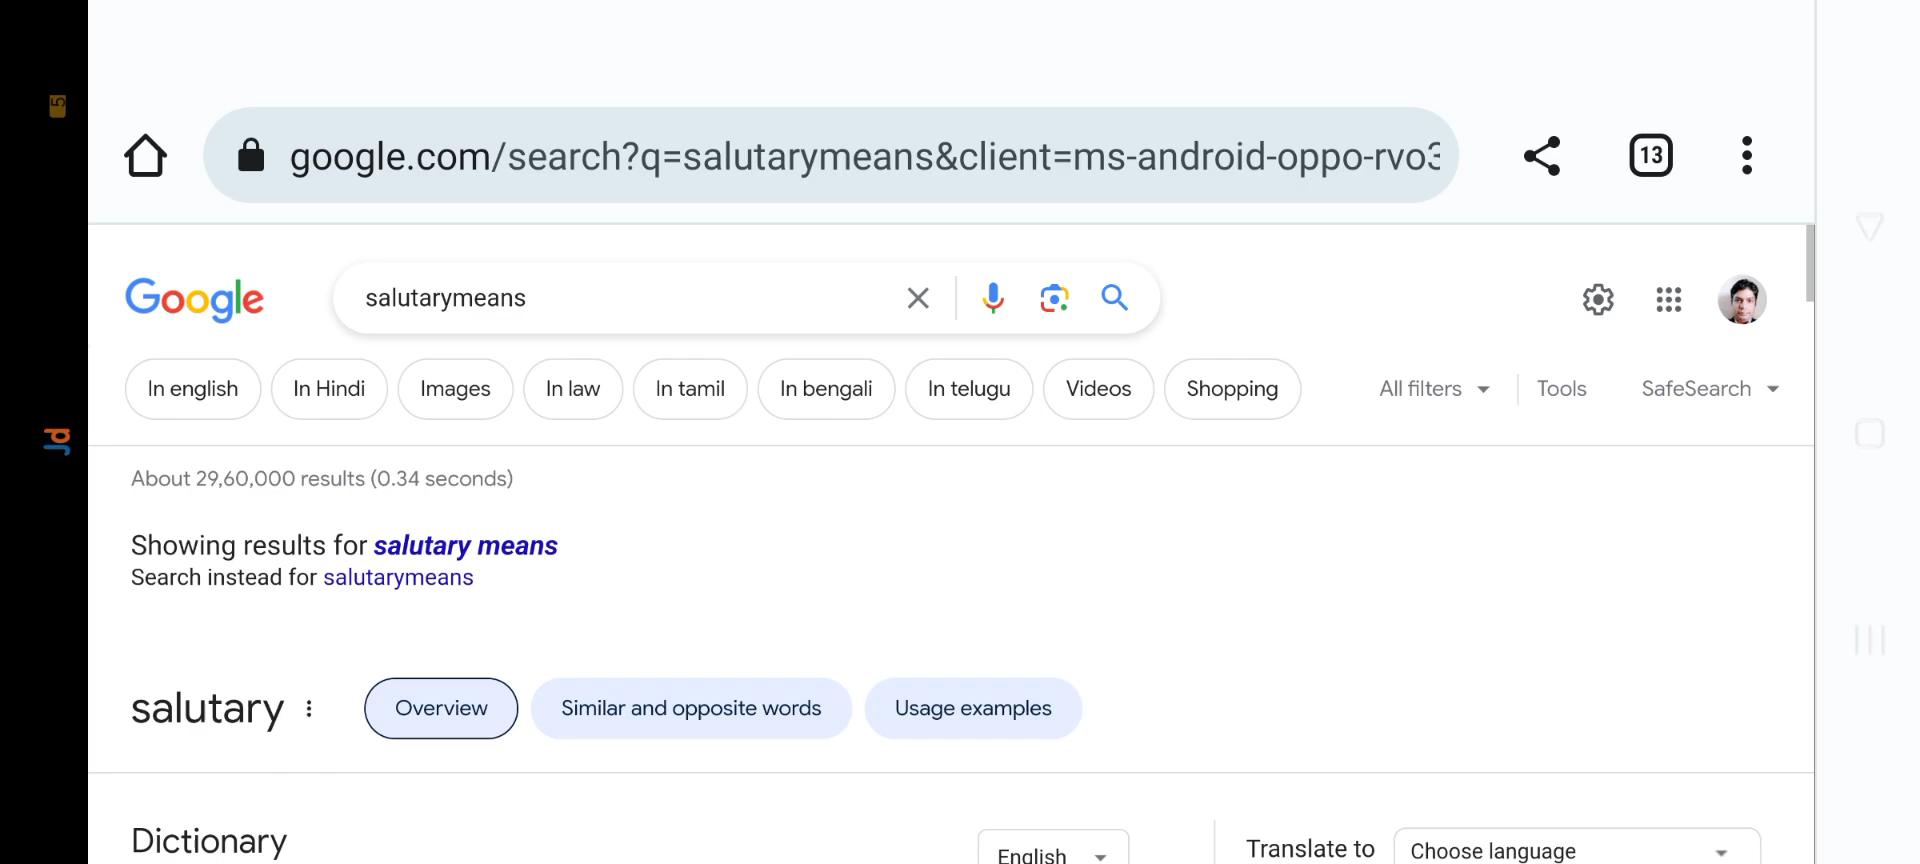 5
google.com/search?q=salutarymeans&client=ms-android-oppo-rvo3
13
Google
salutarymeans
In english
In Hindi
Images
In law
In tamil
In bengali
In telugu
Videos
Shopping
All filters
Tools
SafeSearch
Jd
About 29,60,000 results (0.34 seconds)
Showing results for salutary means
Search instead for salutarymeans
salutary
Overview
Similar and opposite words
Usage examples
Dictionary
English
Translate to
Choose language